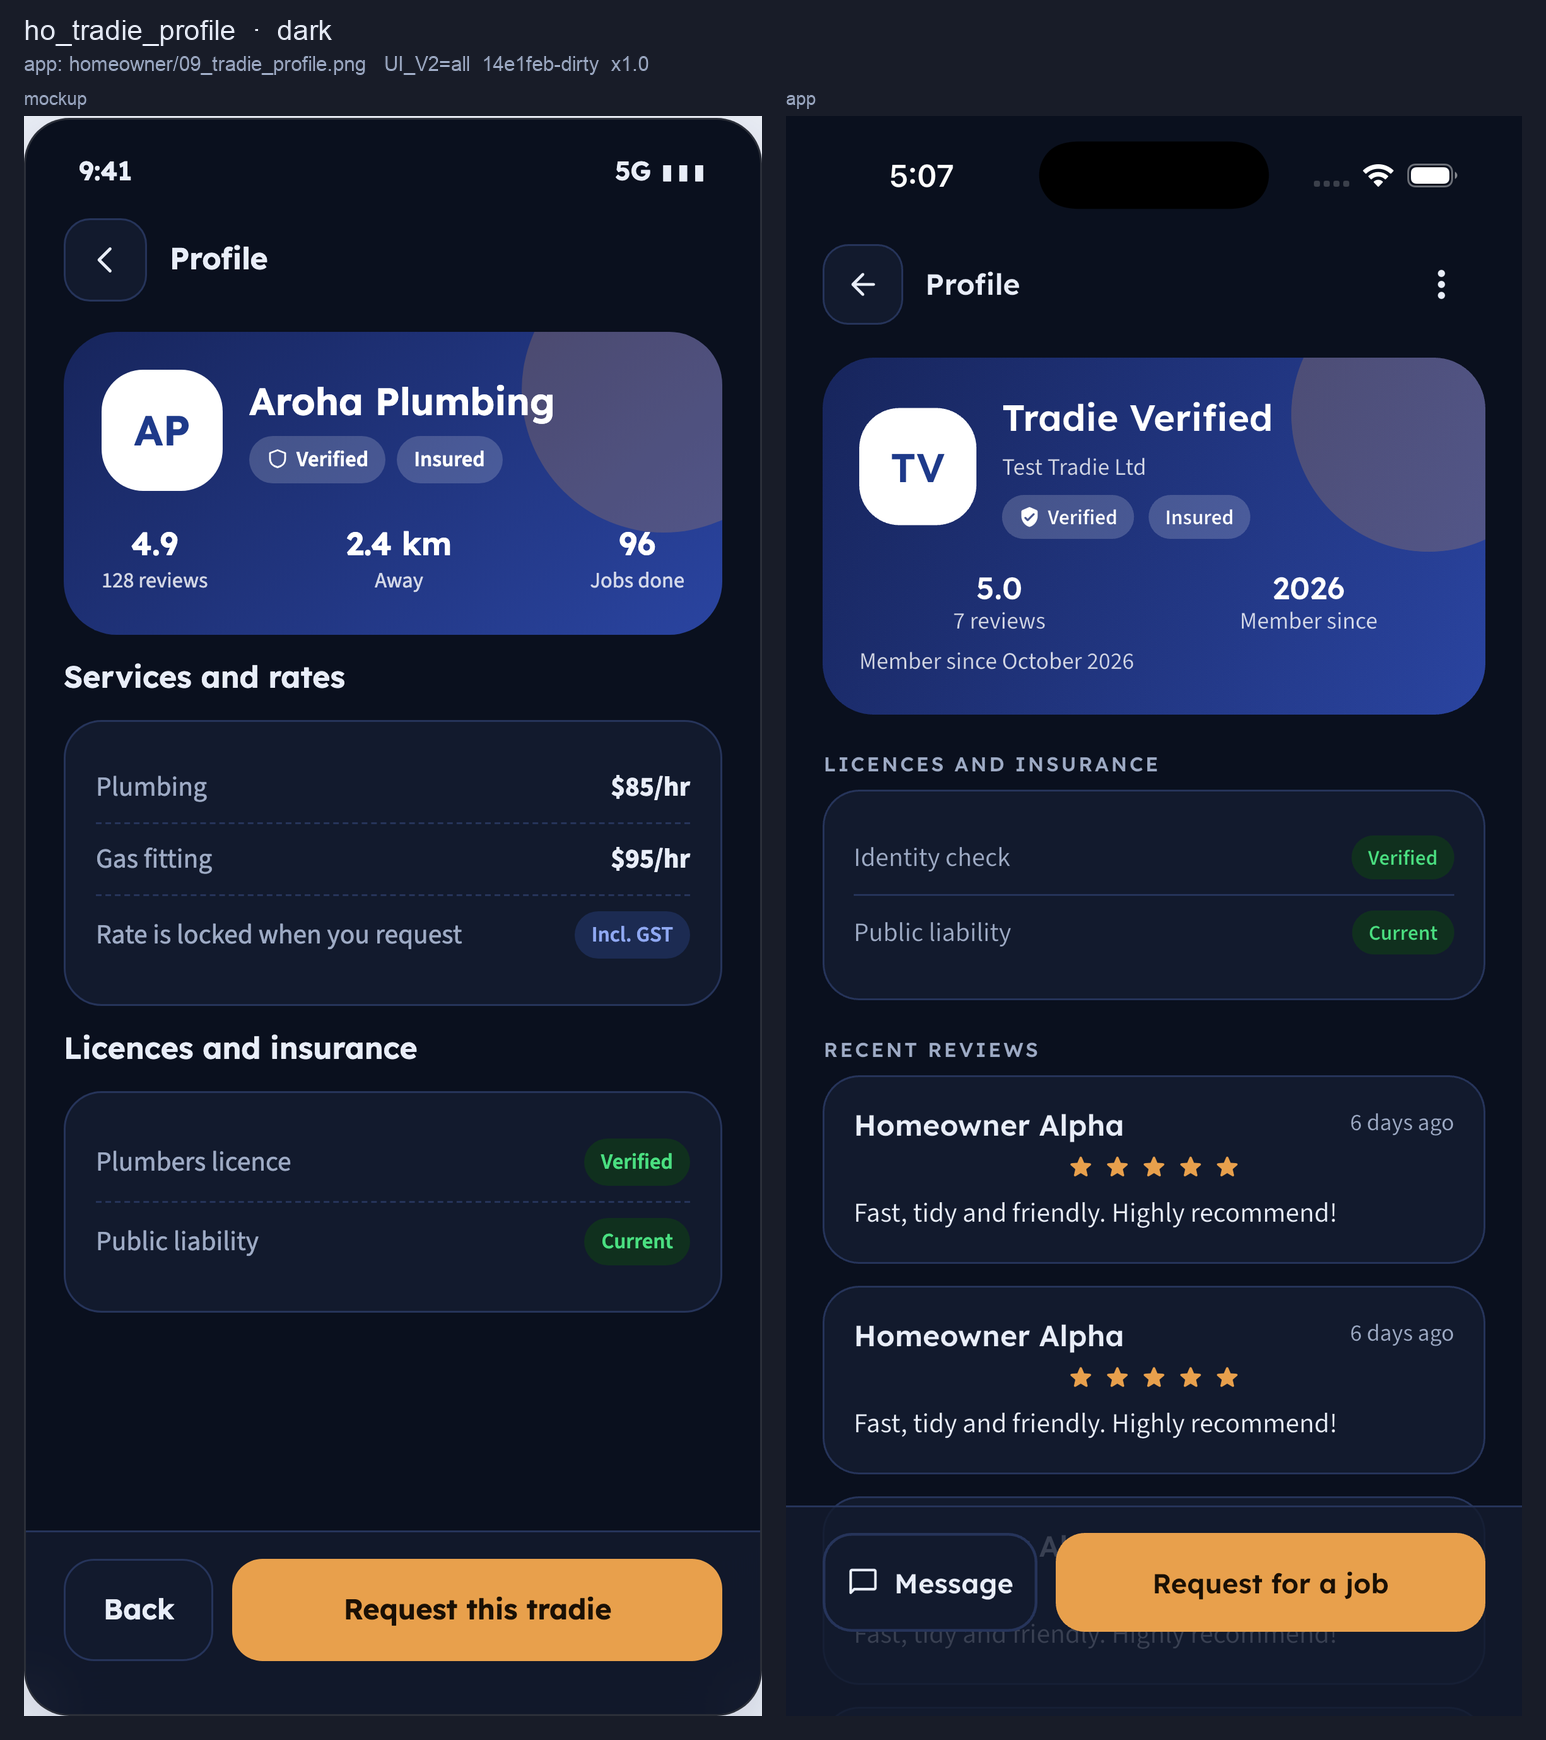 ho_tradie_profile · dark
app: homeowner/09_tradie_profile.png UI_V2=all 14e1feb-dirty x1.0
mockup
9:41
5G
Profile
AP
Aroha Plumbing
Verified
Insured
4.9
128 reviews
2.4 km
Away
96
Jobs done
Services and rates
Plumbing
$85/hr
Gas fitting
$95/hr
Rate is locked when you request
Incl. GST
Licences and insurance
Plumbers licence
Verified
Public liability
Current
Back
Request this tradie
app
5:07
Profile
TV
Tradie Verified
Test Tradie Ltd
Verified
Insured
5.0
7 reviews
2026
Member since
Member since October 2026
LICENCES AND INSURANCE
Identity check
Verified
Public liability
Current
RECENT REVIEWS
Homeowner Alpha
6 days ago
Fast, tidy and friendly. Highly recommend!
Homeowner Alpha
6 days ago
Fast, tidy and friendly. Highly recommend!
Message
Request for a job
Fast, tidy and friendly. Highly recommend!